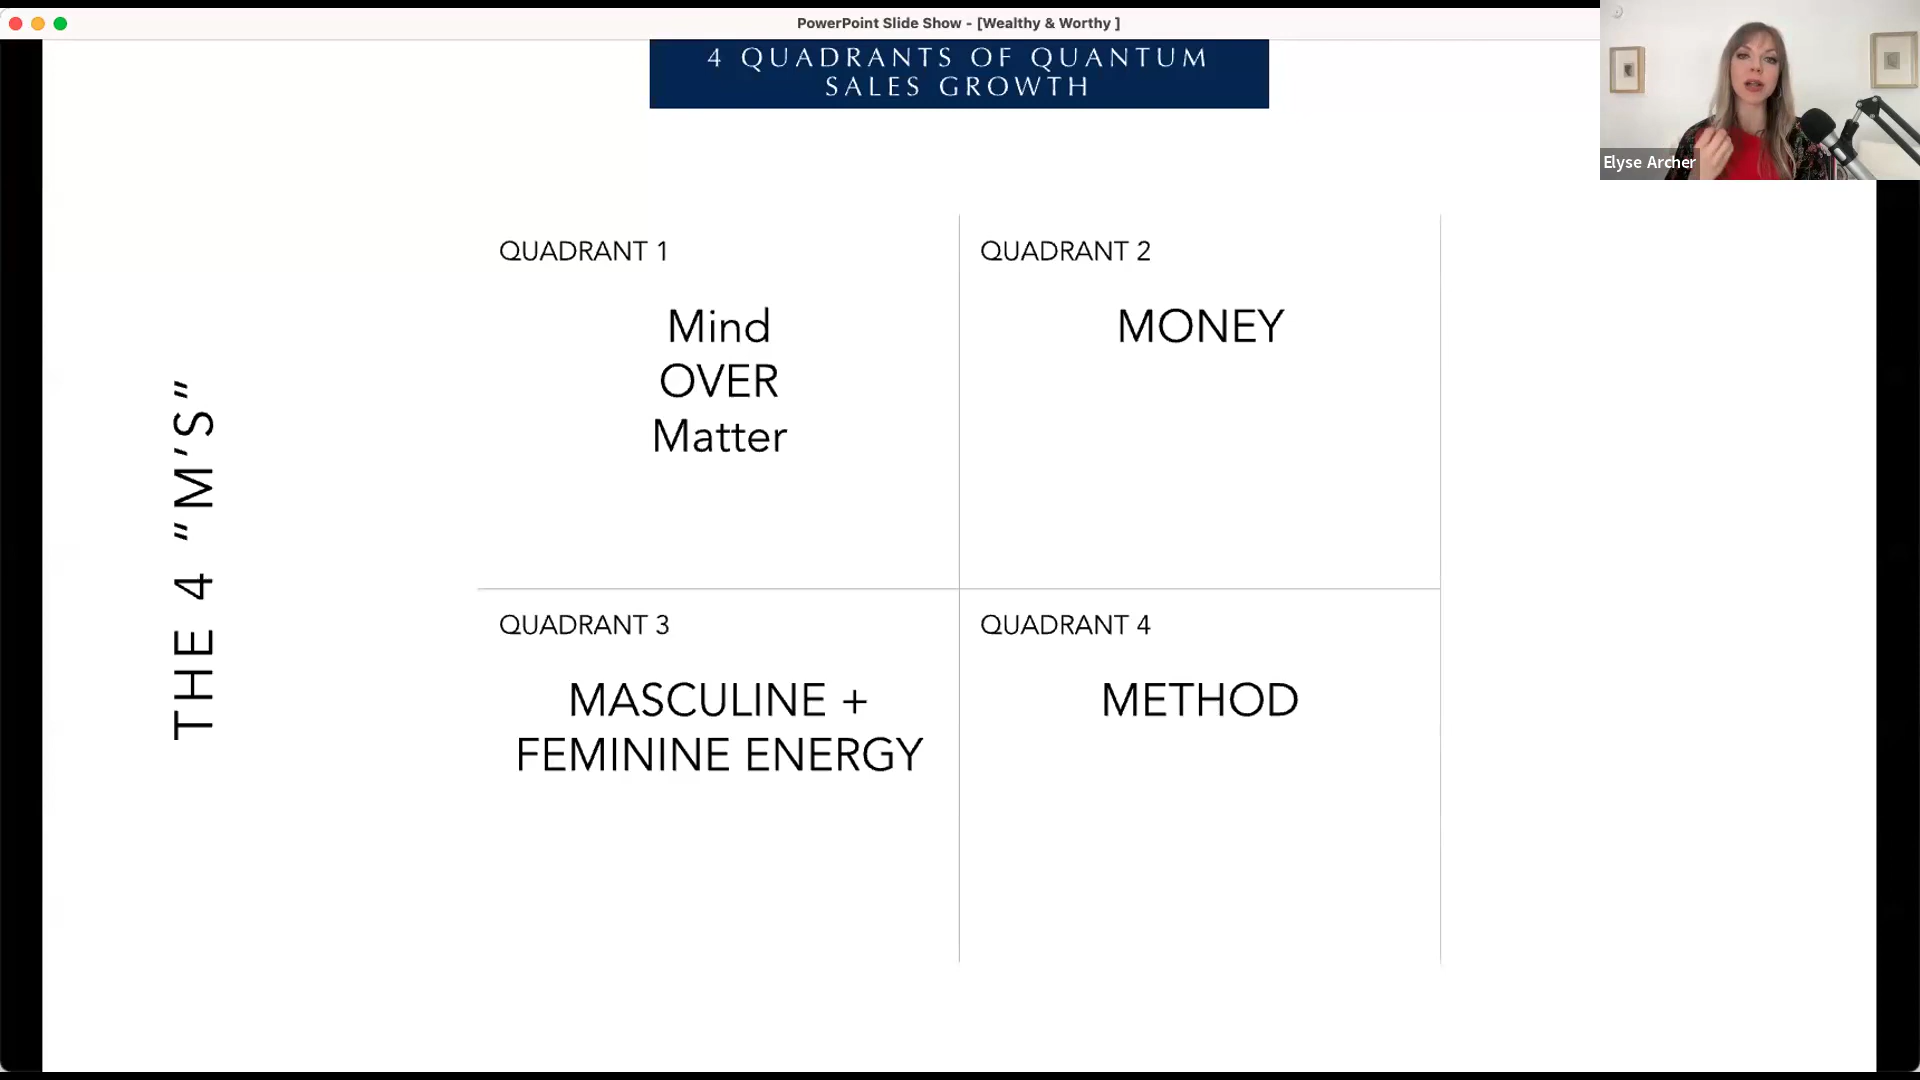 PowerPoint Slide Show - [Wealthy & Worthy ]
4 QUADRANTS OF QUANTUM
SALES GROWTH
Elyse Archer
THE 4 "M'S"
QUADRANT 1
Mind
OVER
Matter
QUADRANT 2
MONEY
QUADRANT 3
MASCULINE +
FEMININE ENERGY
QUADRANT 4
METHOD